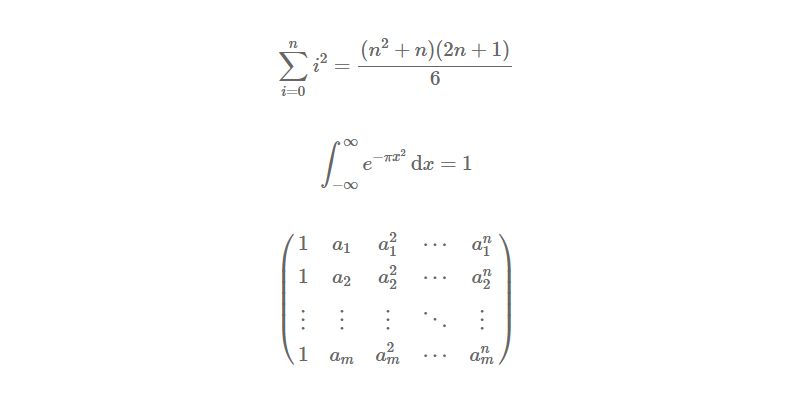 \sum_{i=0}^{n} i^2 = \frac{(n^2+n)(2n+1)}{6}
\int_{-\infty}^{\infty} e^{-\pi x^2} \, \mathrm{d}x = 1
\begin{pmatrix} 1 & a_1 & a_1^2 & \cdots & a_1^n \\
1 & a_2 & a_2^2 & \cdots & a_2^n \\
\vdots & \vdots & \vdots & \ddots & \vdots \\
1 & a_m & a_m^2 & \cdots & a_m^n \end{pmatrix}